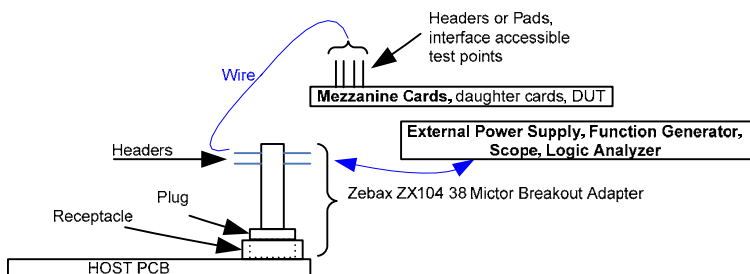 Headers or Pads,
interface accessible
test points
Wire
Mezzanine Cards, daughter cards, DUT
External Power Supply, Function Generator,
Scope, Logic Analyzer
Headers
Zebax ZX104 38 Mictor Breakout Adapter
Plug
Receptacle
HOST PCB